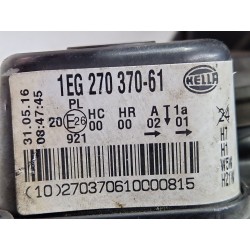 1EG 270 370-61
HELLA
31.05.16
08:47:45
PL
20 E26
921
HC HR A T1a
00 00 02 01
24
H7
H1
W5W
H21W
(10)270370610000815